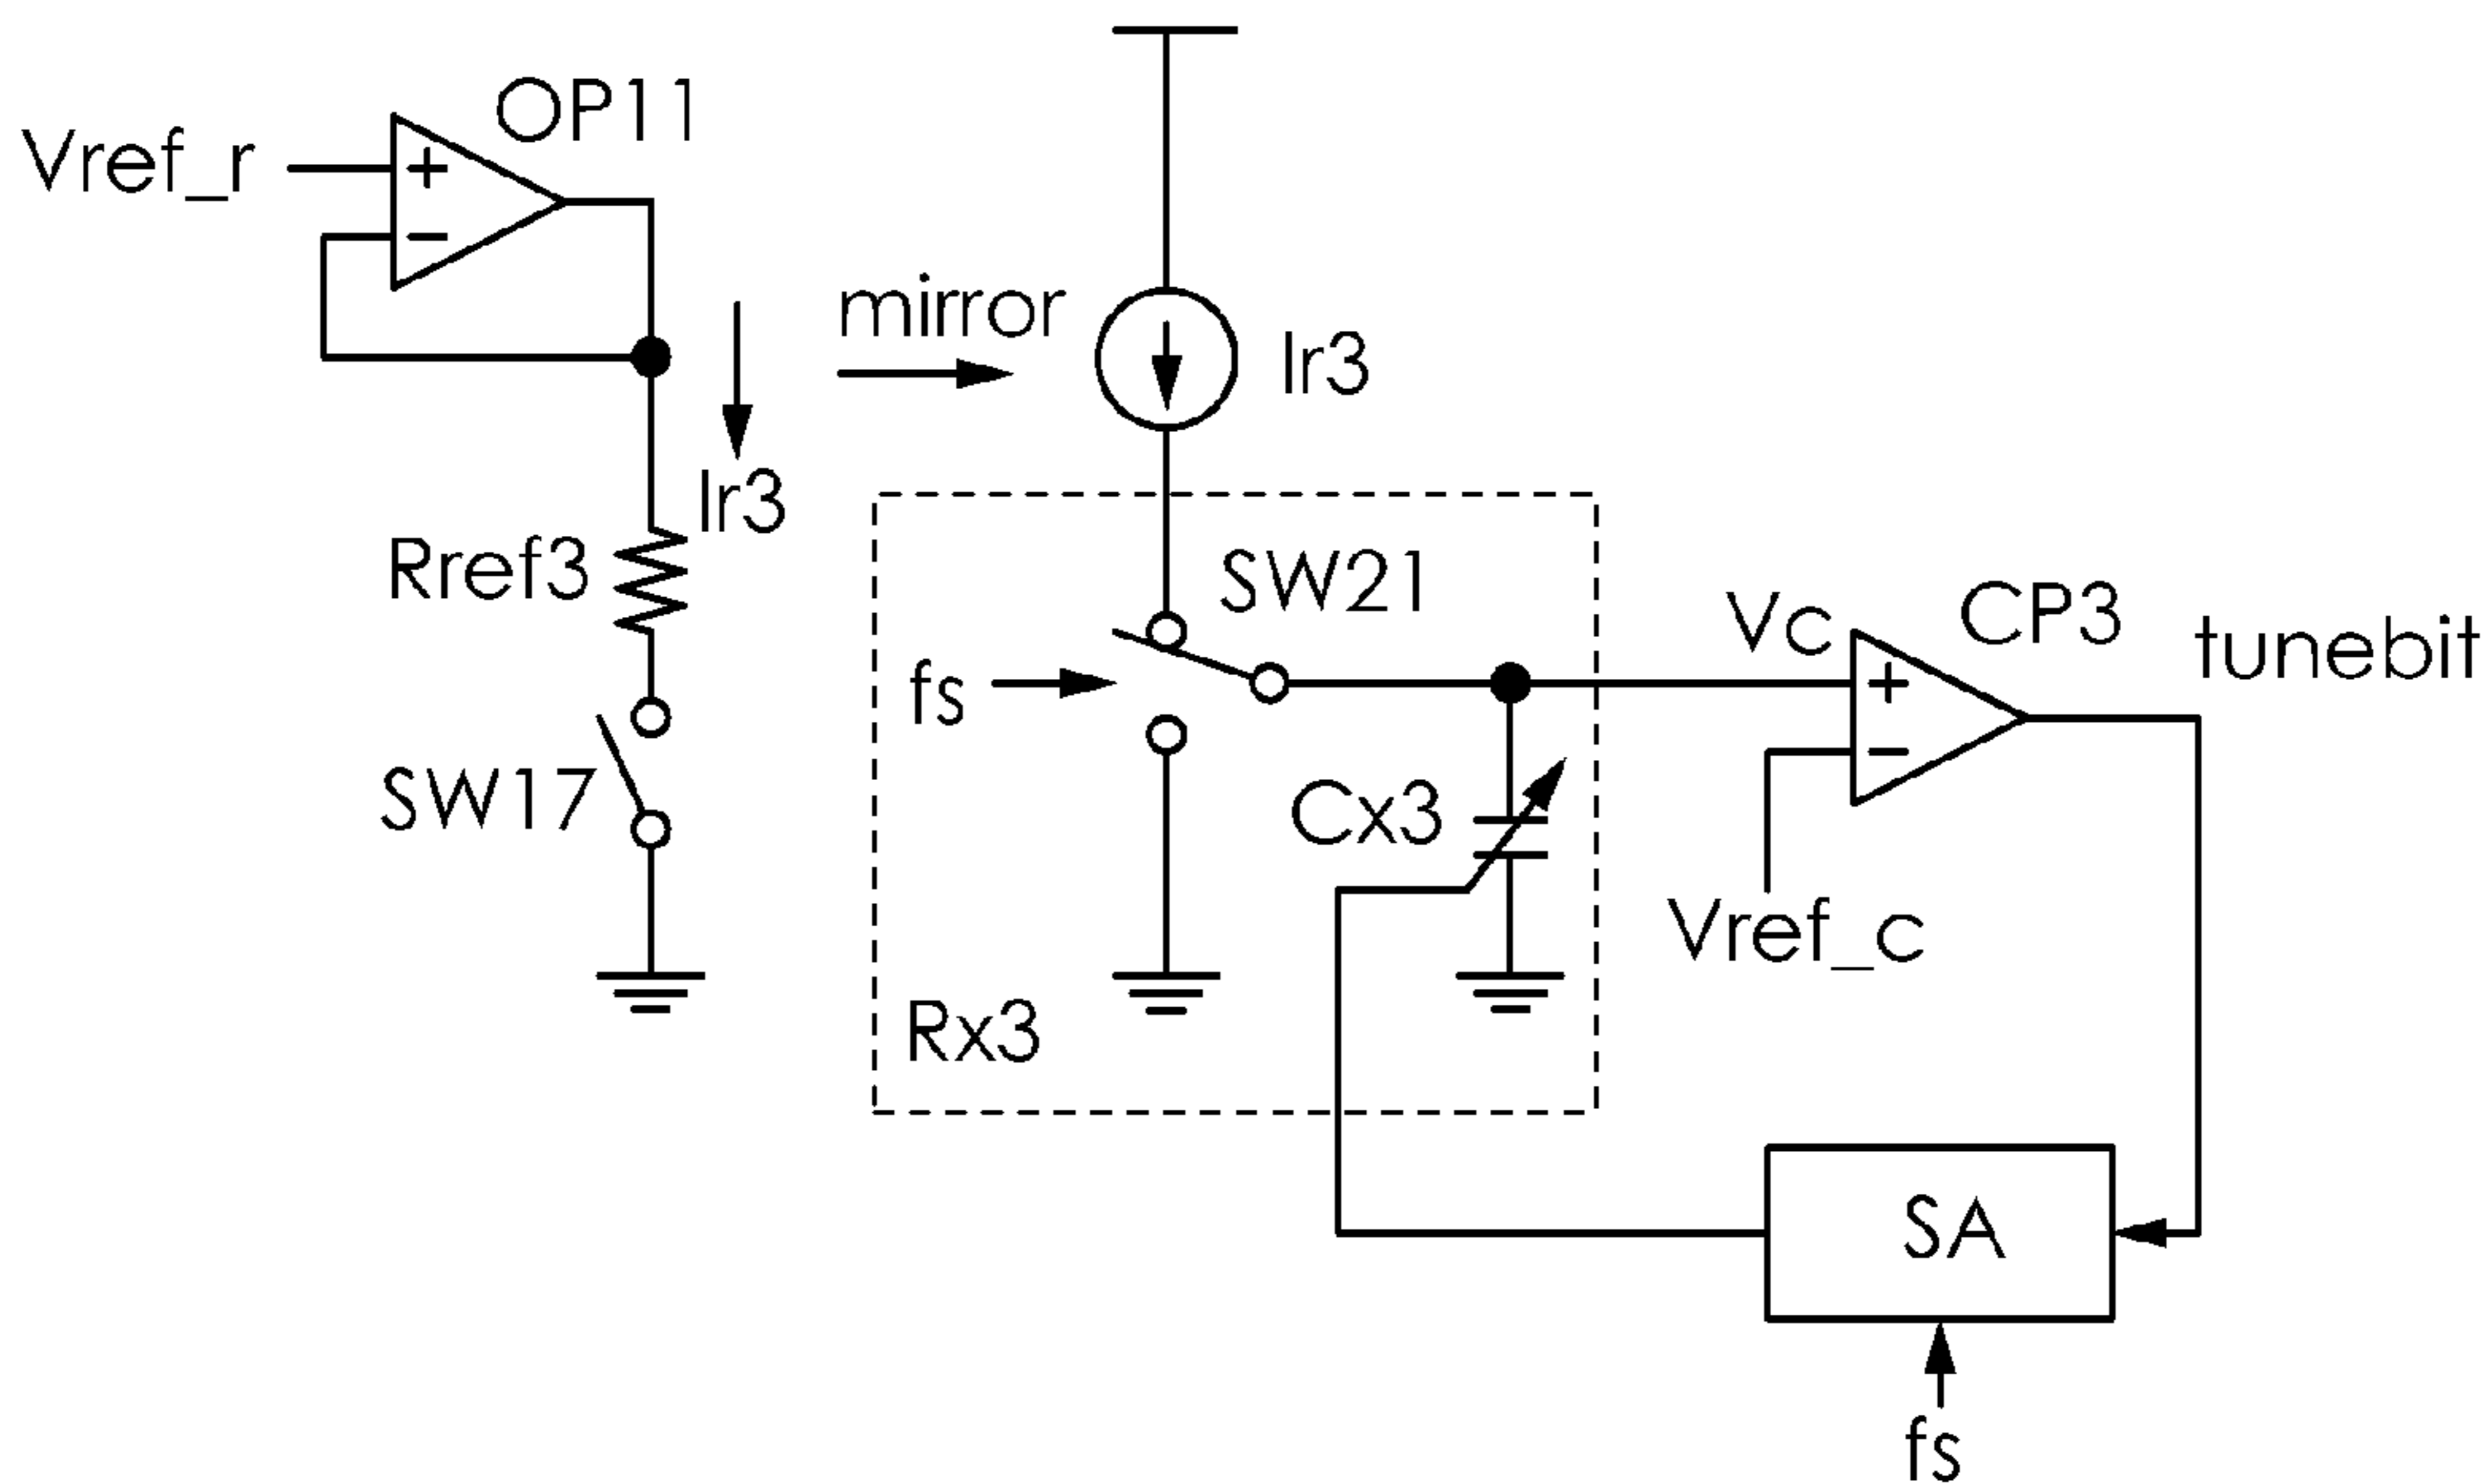 OP11
Vref_r
+
−
mirror
Ir3
Ir3
Rref3
SW21
SW17
fs
Vc
CP3
tunebit
+
−
Cx3
Vref_c
Rx3
SA
fs